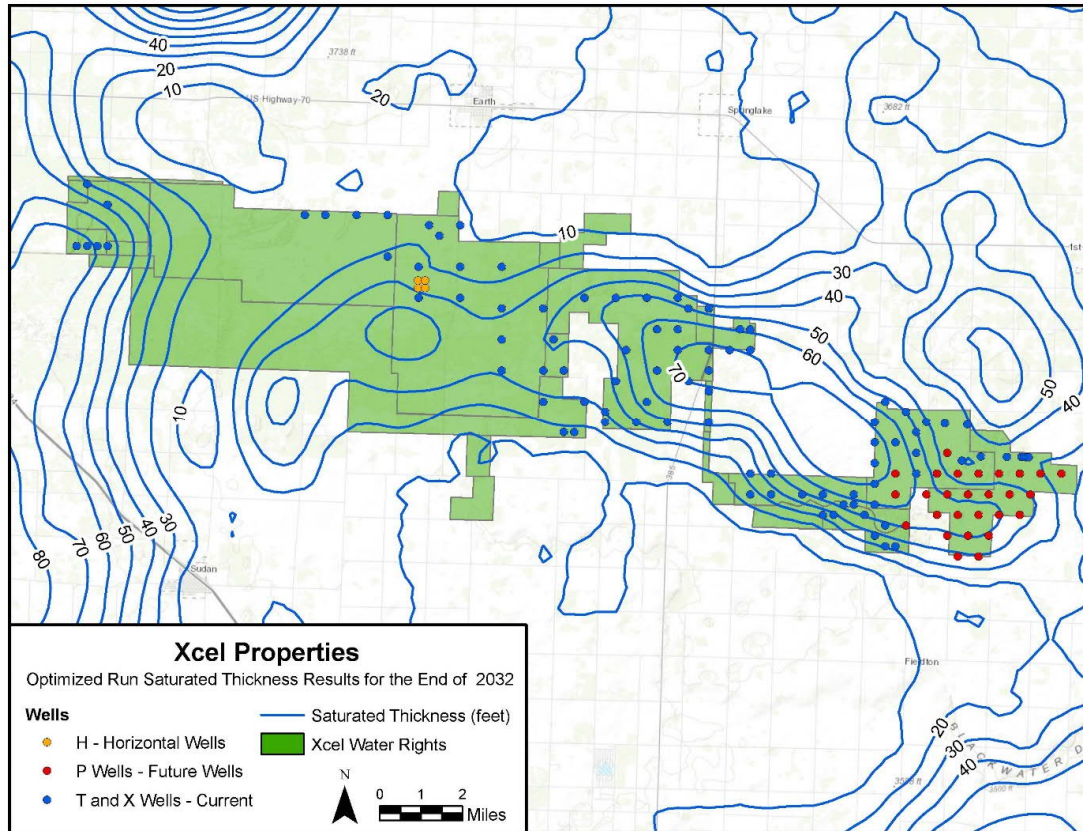 40
20
10
3738 ft
US Highway 70
20
Earth
Springlake
3682 ft
10
1st
30
40
50
60
70
50
40
10
385
30
40
50
60
70
80
Sudan
Fieldton
20
30
40
BLACKWATER D
Xcel Properties
Optimized Run Saturated Thickness Results for the End of 2032
Wells
Saturated Thickness (feet)
H - Horizontal Wells
Xcel Water Rights
P Wells - Future Wells
T and X Wells - Current
N
0 1 2
Miles